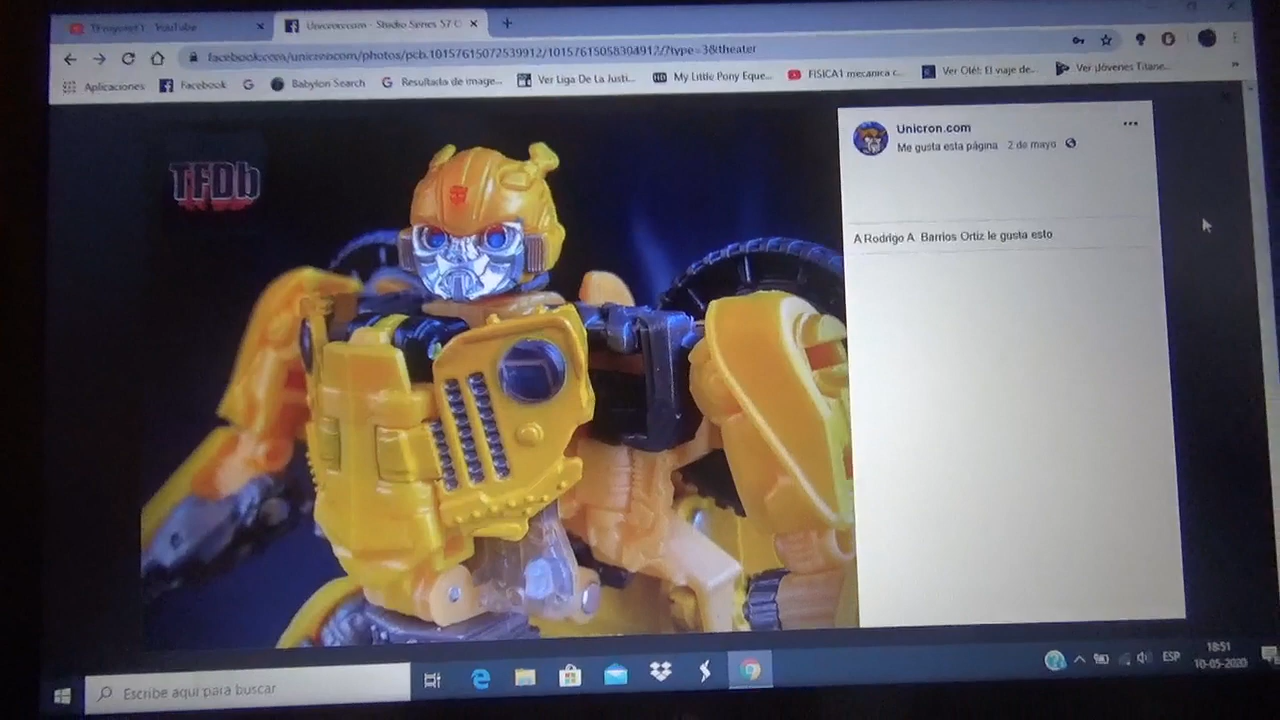 YouTube
Unicron.com - Studio Series 57 O
facebook.com/unicroncom/photos/pcb.10157615072539912/10157615058304912/?type=3&theater
Aplicaciones
Facebook
Babylon Search
Resultado de image...
Ver Liga De La Justi...
My Little Pony Eque...
FISICA1 mecanica c...
Ver Olé!: El viaje de...
Ver ¡Jóvenes Titane...
TFDb
Unicron.com
Me gusta esta página 2 de mayo
A Rodrigo A. Barrios Ortiz le gusta esto
Escribe aquí para buscar
ESP
18:51
10-05-2020